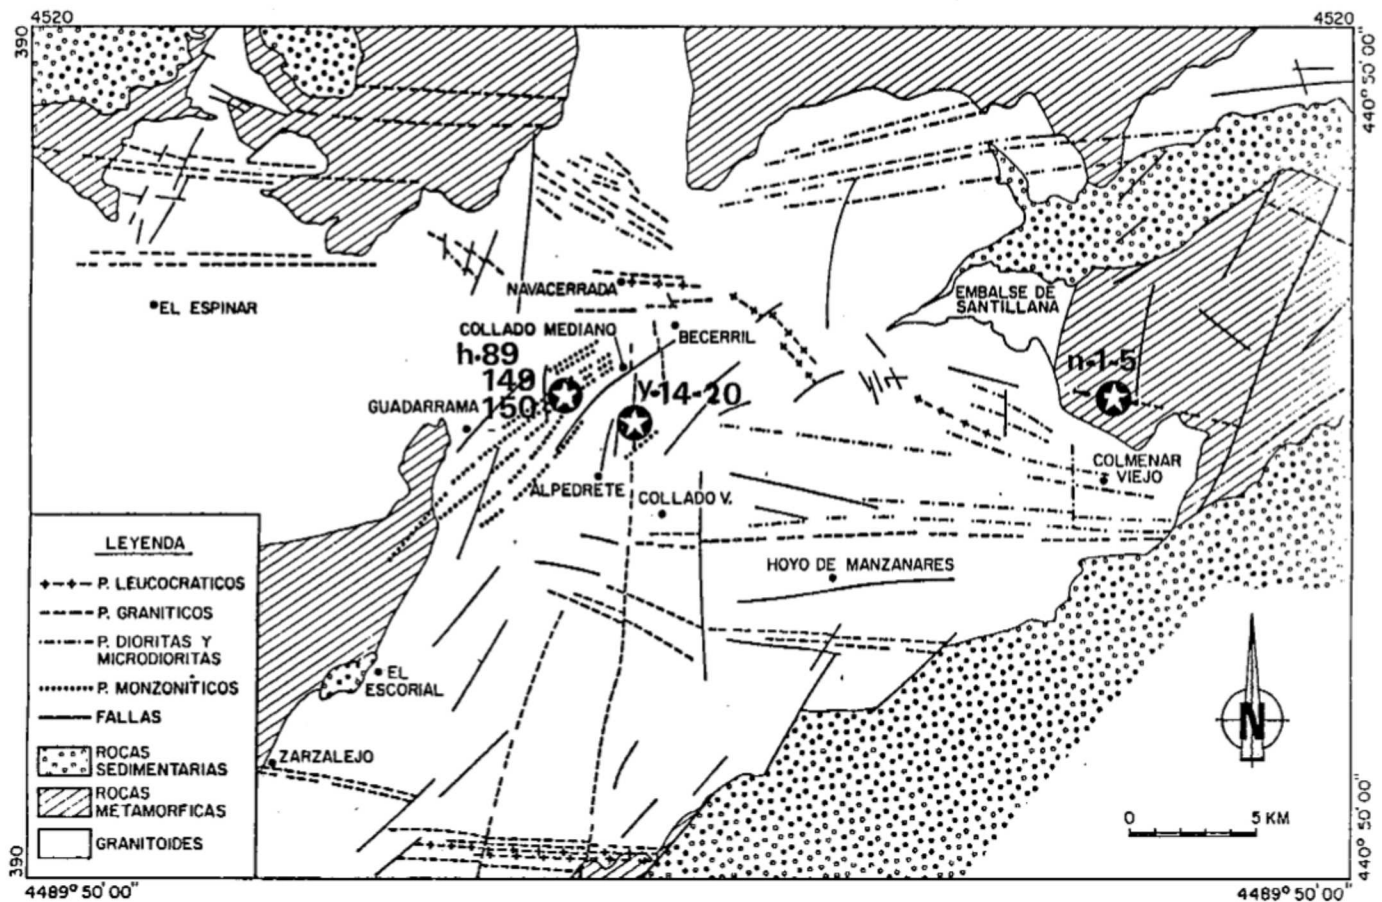 4520
4520
390
440° 50' 00"
EL ESPINAR
NAVACERRADA
COLLADO MEDIANO
BECERRIL
EMBALSE DE
SANTILLANA
h·89
149
150
y·14-20
n·1-5
GUADARRAMA
ALPEDRETE
COLLADO V.
COLMENAR
VIEJO
HOYO DE MANZANARES
LEYENDA
P. LEUCOCRATICOS
P. GRANITICOS
P. DIORITAS Y
MICRODIORITAS
P. MONZONÍTICOS
FALLAS
ROCAS
SEDIMENTARIAS
ROCAS
METAMORFICAS
GRANITOIDES
EL
ESCORIAL
ZARZALEJO
N
0 5 KM
390
440° 50' 00"
4489° 50' 00"
4489° 50' 00"